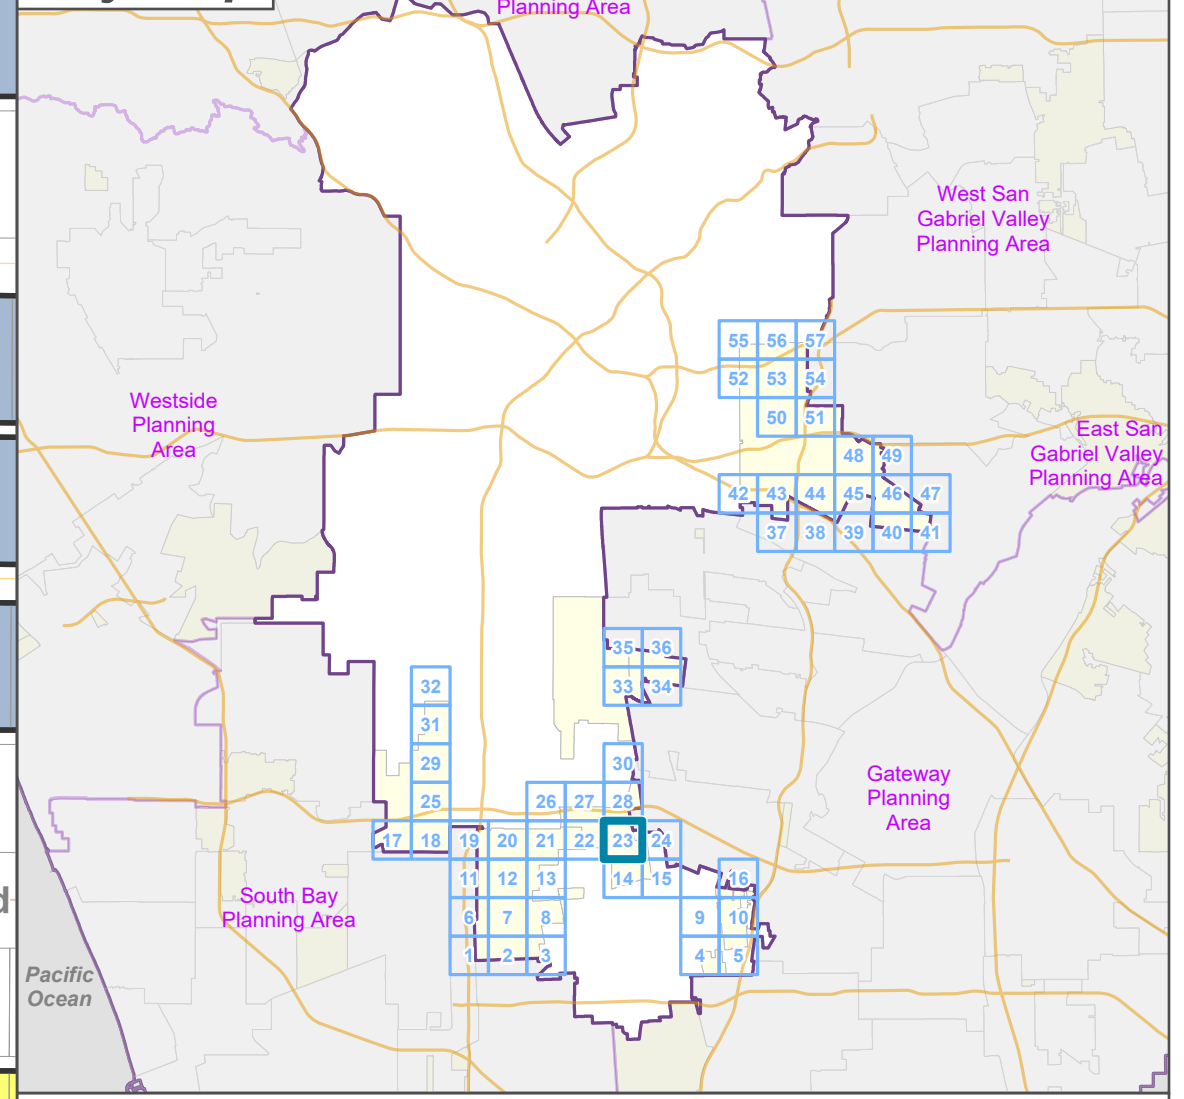 Planning Area
West San
Gabriel Valley
Planning Area
55 56 57
52 53 54
Westside
Planning
Area
50 51
East San
Gabriel Valley
Planning Area
48 49
42 43 44 45 46 47
37 38 39 40 41
35 36
33 34
32
31
30
29
Gateway
Planning
Area
25 26 27 28
17 18 19 20 21 22 23 24
11 12 13 14 15 16
South Bay
Planning Area
6 7 8 9 10
1 2 3 4 5
Pacific
Ocean